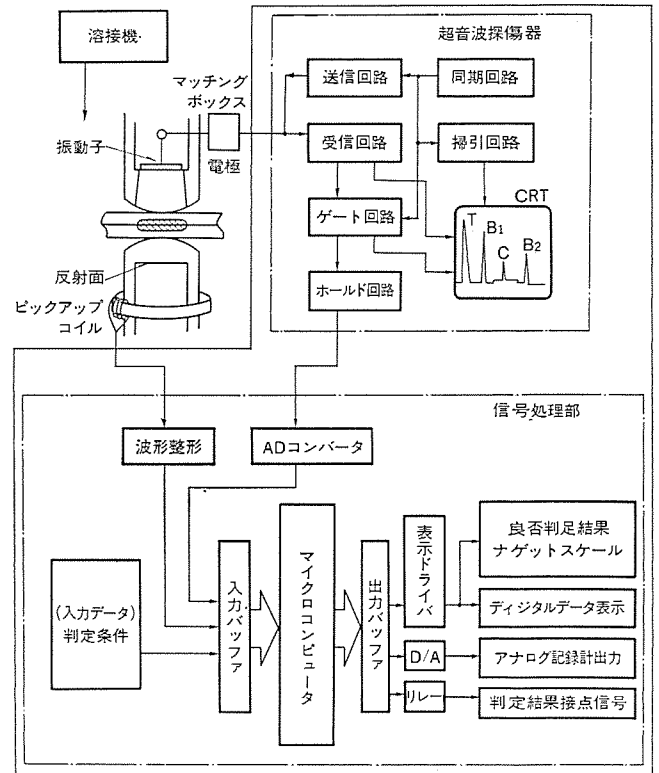 溶接機
超音波探傷器
マッチング
ボックス
送信回路
同期回路
振動子
受信回路
掃引回路
電極
CRT
ゲート回路
T
B1
C
B2
反射面
ホールド回路
ピックアップ
コイル
信号処理部
波形整形
ADコンバータ
(入力データ)
判定条件
入力バッファ
マイクロコンピュータ
出力バッファ
表示ドライバ
良否判足結果
ナゲットスケール
ディジタルデータ表示
D/A
アナログ記録計出力
リレー
判定結果接点信号